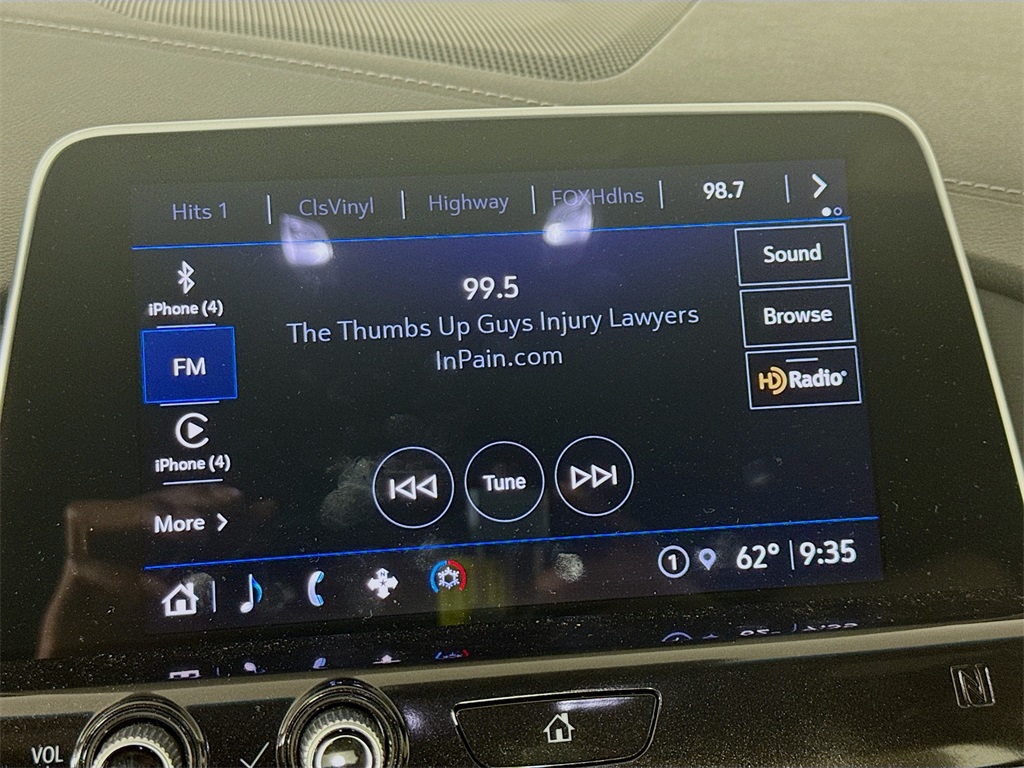 Hits 1 | ClsVinyl | Highway | FOXHdlns | 98.7
iPhone (4)
99.5
Sound
The Thumbs Up Guys Injury Lawyers
InPain.com
Browse
FM
HD Radio®
iPhone (4)
Tune
More
1 62° | 9:35
VOL